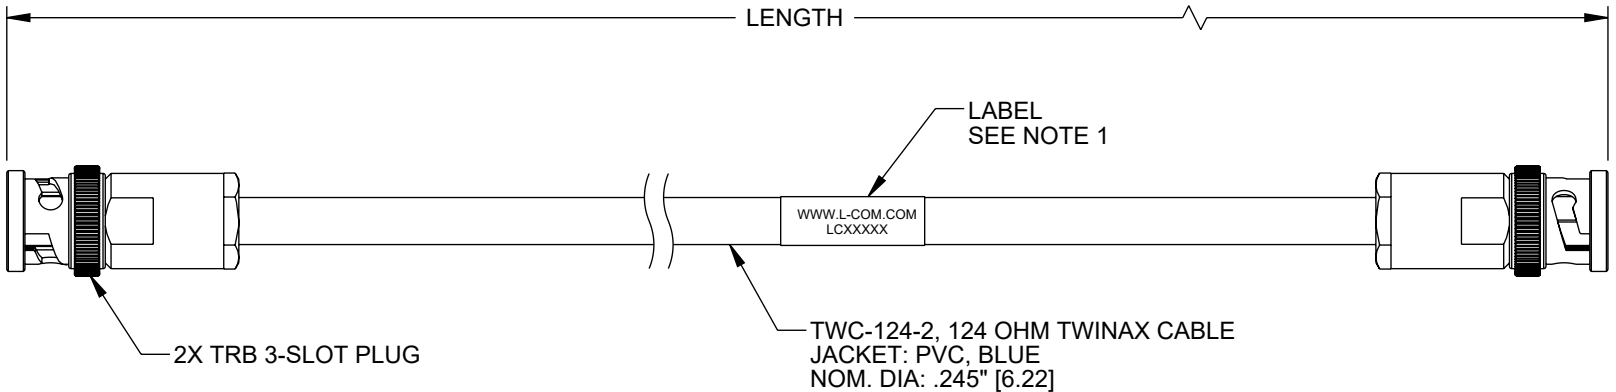 LENGTH
LABEL
SEE NOTE 1
WWW.L-COM.COM
LCXXXXX
2X TRB 3-SLOT PLUG
TWC-124-2, 124 OHM TWINAX CABLE
JACKET: PVC, BLUE
NOM. DIA: .245" [6.22]